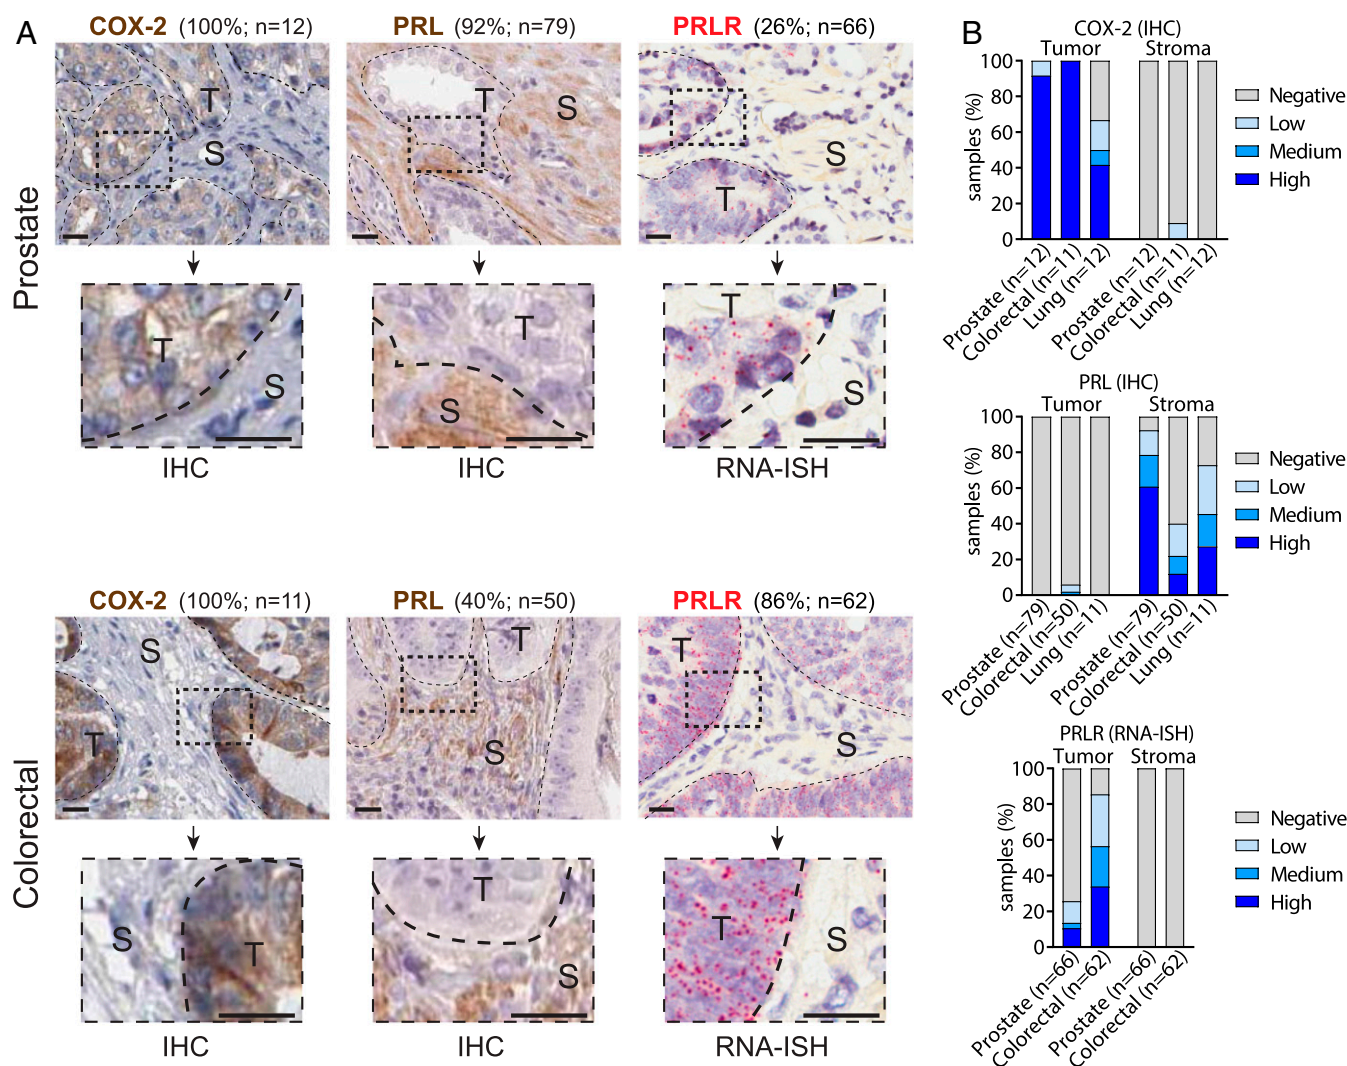 A
COX-2 (100%; n=12)
PRL (92%; n=79)
PRLR (26%; n=66)
Prostate
T
S
T
S
S
T
T
S
T
S
T
S
IHC
IHC
RNA-ISH
COX-2 (100%; n=11)
PRL (40%; n=50)
PRLR (86%; n=62)
Colorectal
S
T
T
S
T
S
S
T
T
S
T
S
IHC
IHC
RNA-ISH
B
COX-2 (IHC)
Tumor Stroma
samples (%)
100
80
60
40
20
0
Prostate (n=12)
Colorectal (n=11)
Lung (n=12)
Prostate (n=12)
Colorectal (n=11)
Lung (n=12)
Negative
Low
Medium
High
PRL (IHC)
Tumor Stroma
samples (%)
100
80
60
40
20
0
Prostate (n=79)
Colorectal (n=50)
Lung (n=11)
Prostate (n=79)
Colorectal (n=50)
Lung (n=11)
Negative
Low
Medium
High
PRLR (RNA-ISH)
Tumor Stroma
samples (%)
100
80
60
40
20
0
Prostate (n=66)
Colorectal (n=62)
Prostate (n=66)
Colorectal (n=62)
Negative
Low
Medium
High